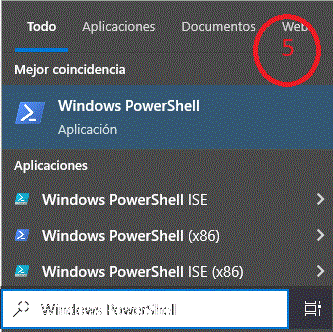 Todo Aplicaciones Documentos Web
5
Mejor coincidencia
Windows PowerShell
Aplicación
Aplicaciones
Windows PowerShell ISE
Windows PowerShell (x86)
Windows PowerShell ISE (x86)
Windows PowerShell